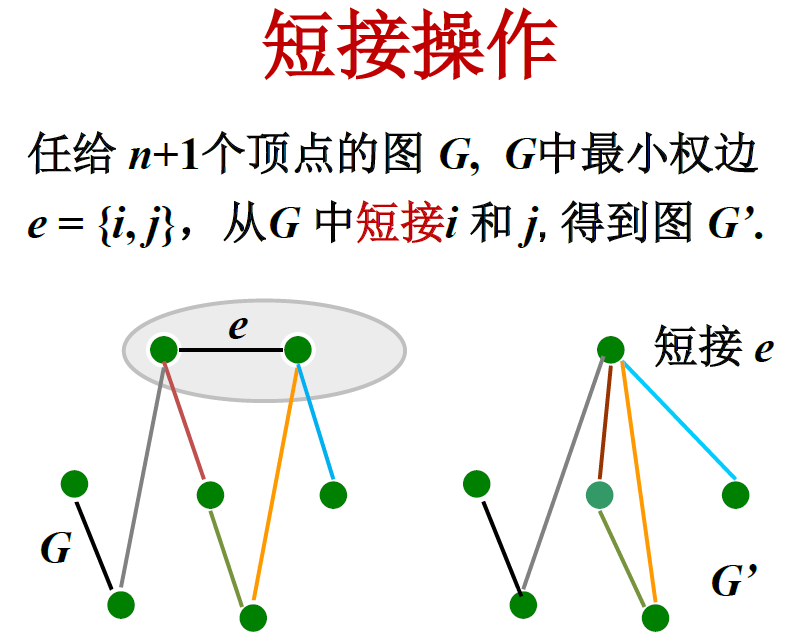 短接操作
任给 n+1个顶点的图 G, G中最小权边
e = {i, j}，从G 中短接i 和 j, 得到图 G’.
e
短接 e
G
G’